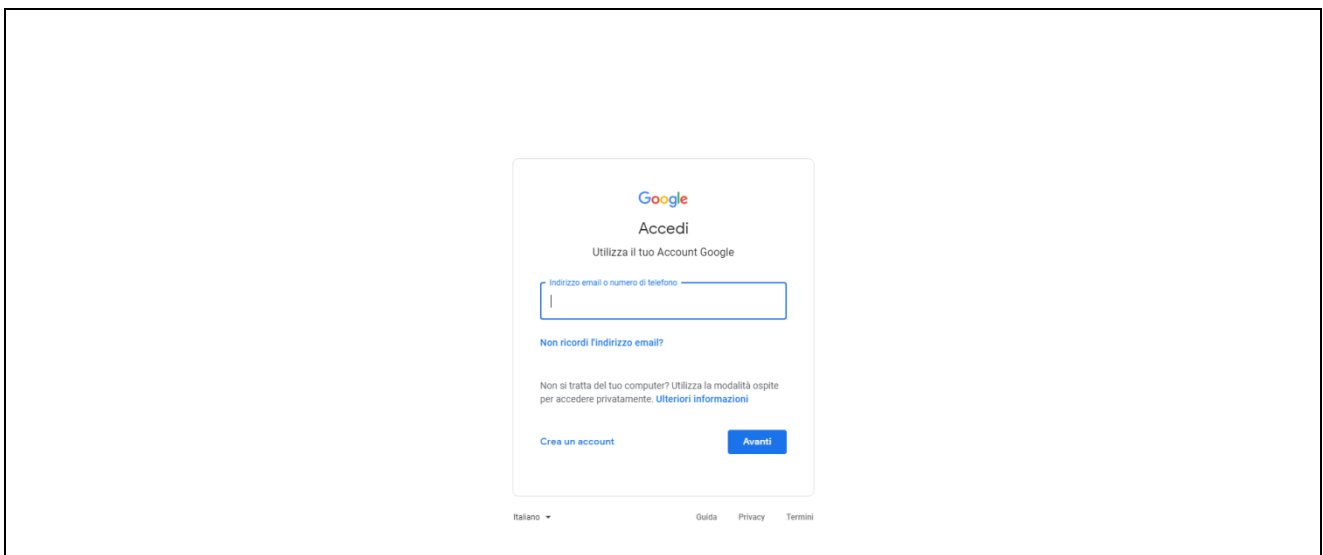 Google
Accedi
Utilizza il tuo Account Google
Indirizzo email o numero di telefono
Non ricordi l'indirizzo email?
Non si tratta del tuo computer? Utilizza la modalità ospite
per accedere privatamente. Ulteriori informazioni
Crea un account Avanti
Italiano Guida Privacy Termini